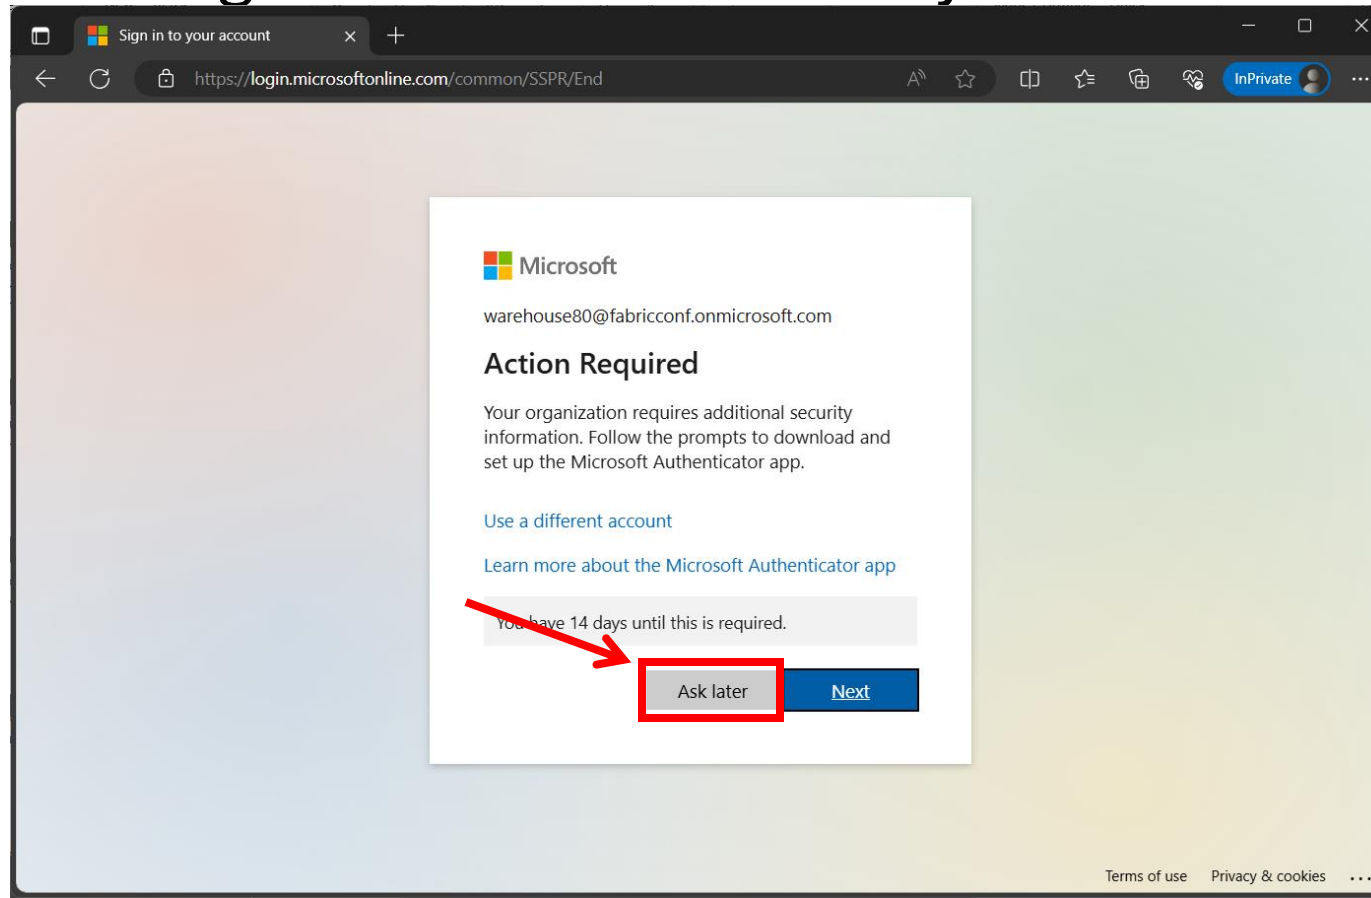 Sign in to your account
https://login.microsoftonline.com/common/SSPR/End
InPrivate
Microsoft
warehouse80@fabricconf.onmicrosoft.com
Action Required
Your organization requires additional security
information. Follow the prompts to download and
set up the Microsoft Authenticator app.
Use a different account
Learn more about the Microsoft Authenticator app
You have 14 days until this is required.
Ask later Next
Terms of use Privacy & cookies ...